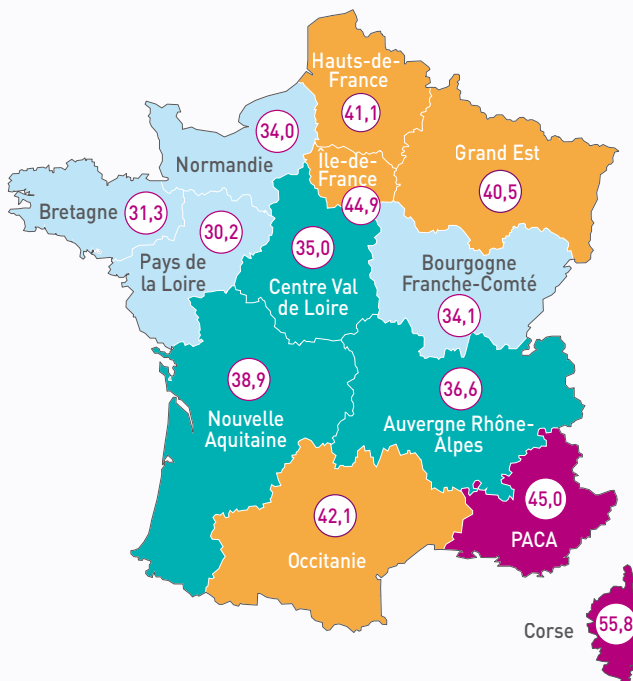 Hauts-de-
France
41,1
34,0
Normandie
Île-de-
France
44,9
Grand Est
40,5
Bretagne
31,3
30,2
Pays de
la Loire
35,0
Centre Val
de Loire
Bourgogne
Franche-Comté
34,1
38,9
Nouvelle
Aquitaine
36,6
Auvergne Rhône-
Alpes
45,0
PACA
42,1
Occitanie
Corse
55,8